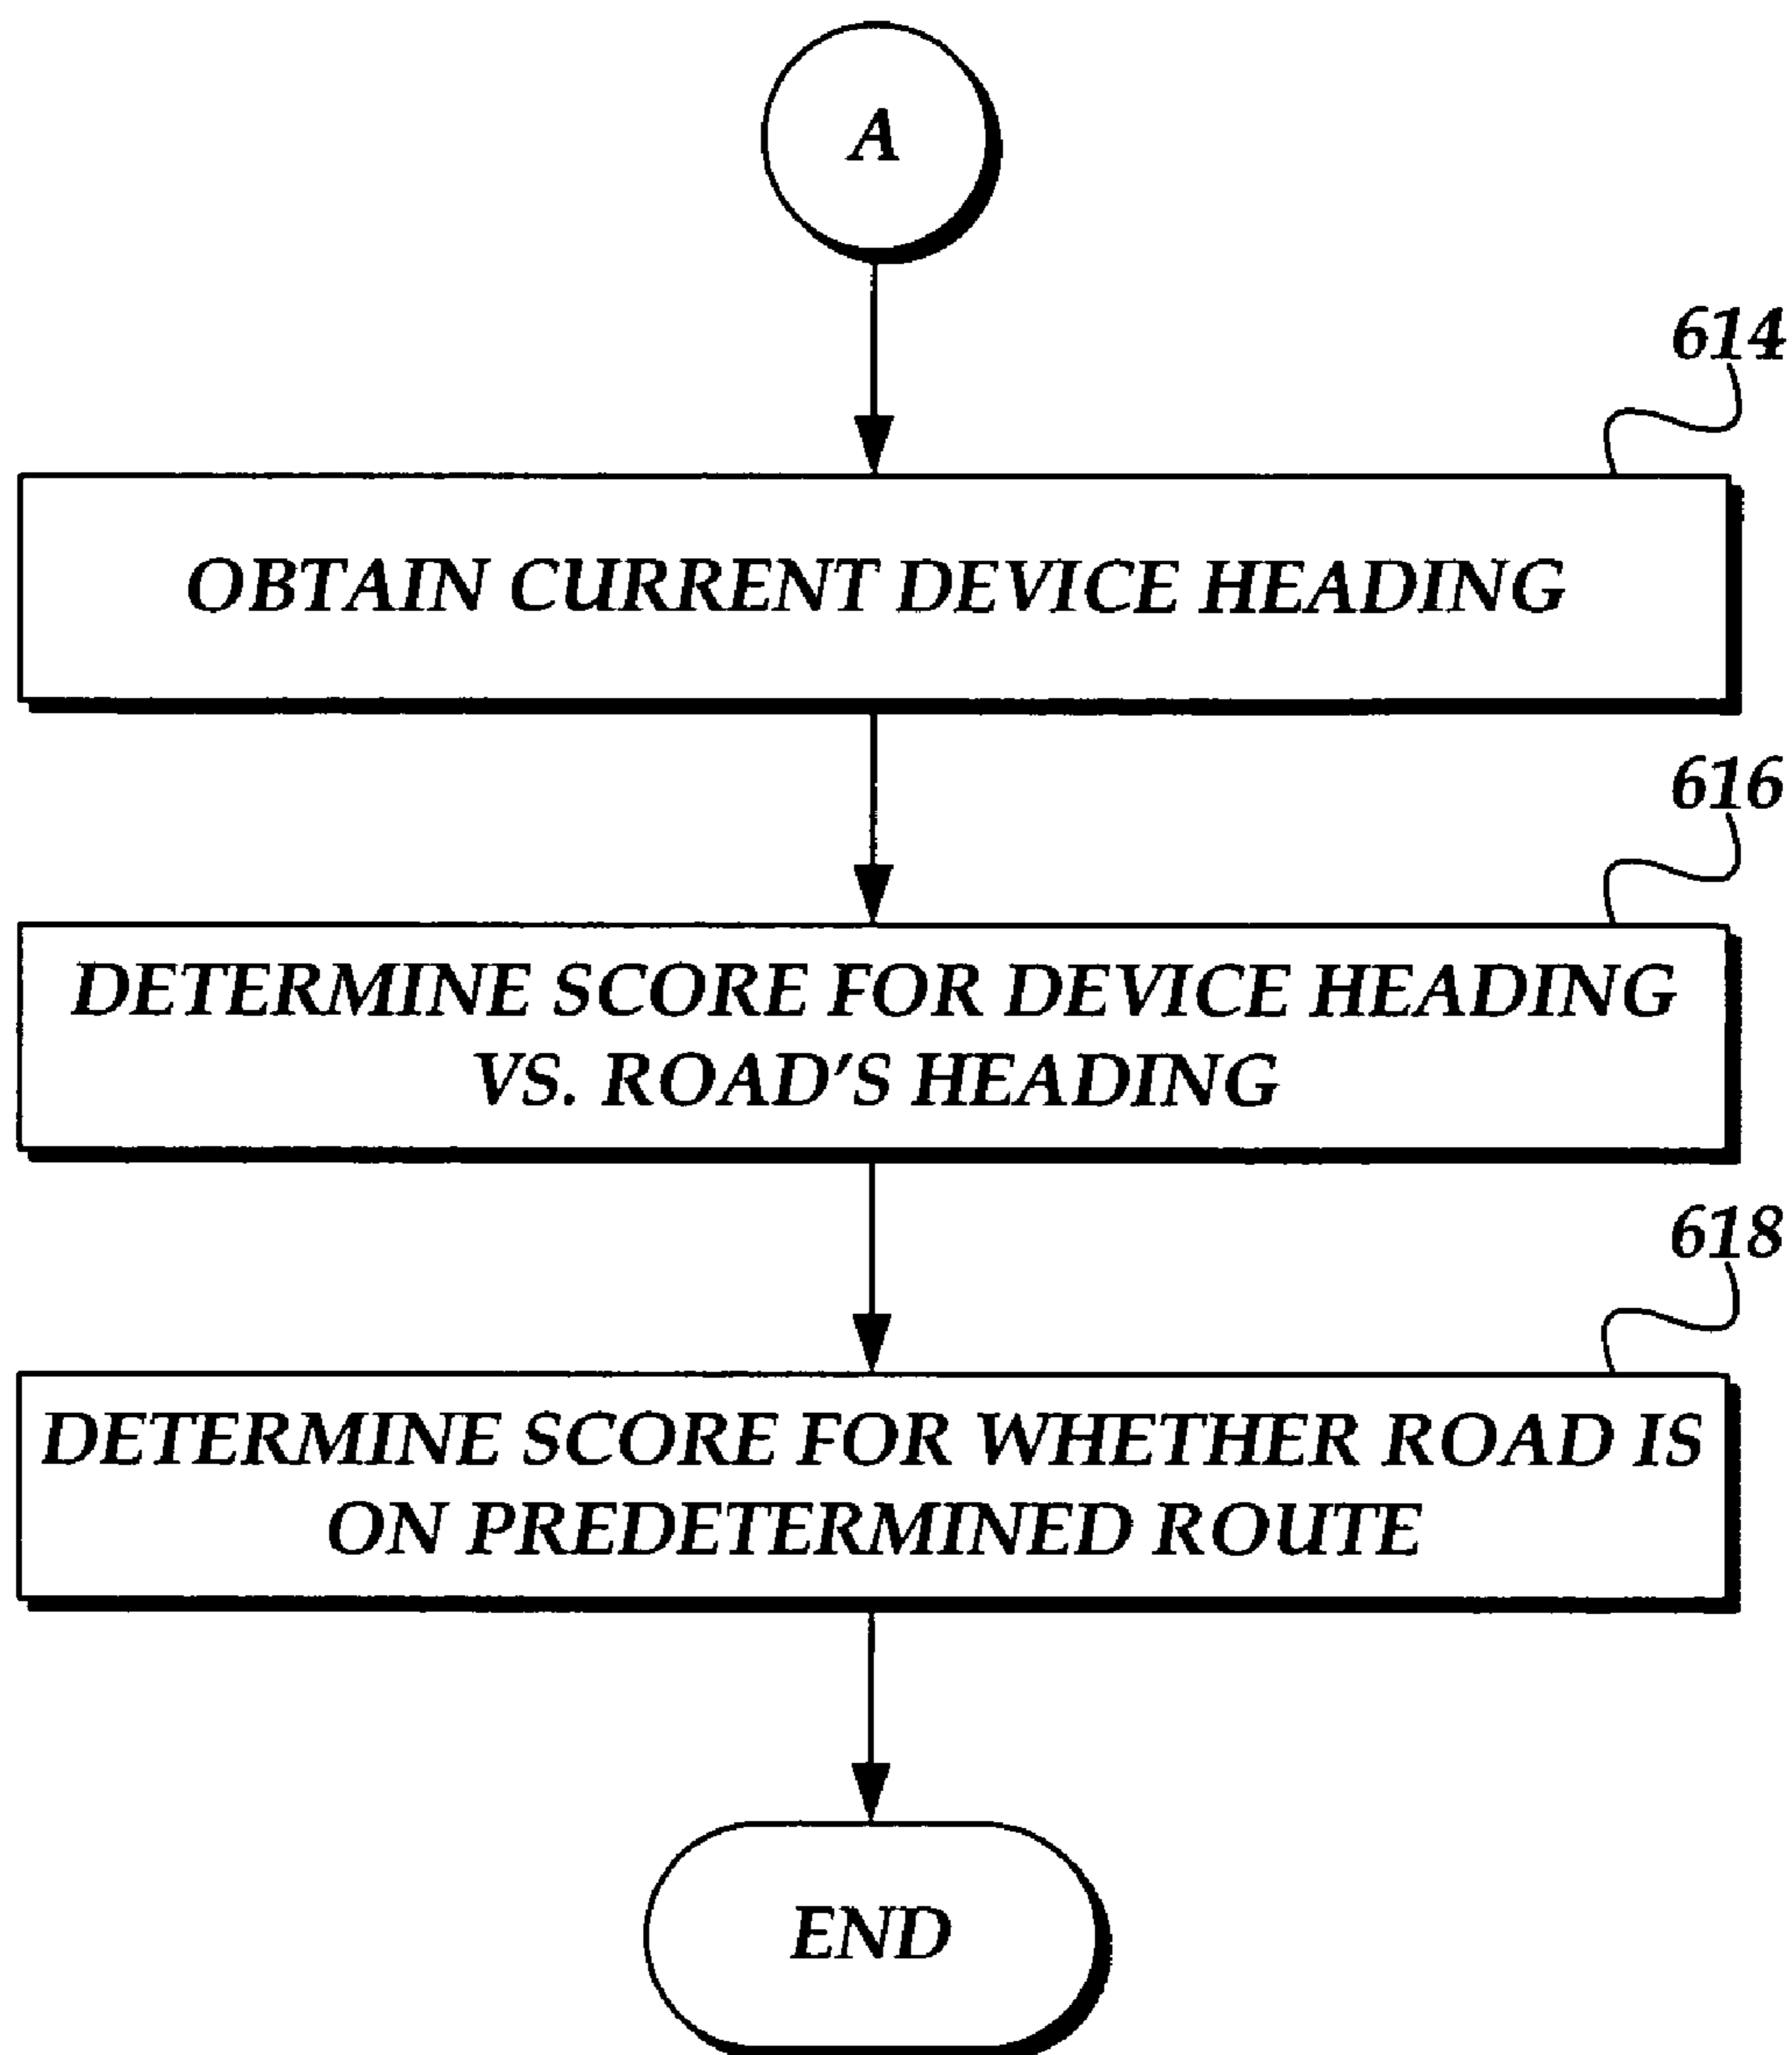 A
614
OBTAIN CURRENT DEVICE HEADING
616
DETERMINE SCORE FOR DEVICE HEADING
VS. ROAD'S HEADING
618
DETERMINE SCORE FOR WHETHER ROAD IS
ON PREDETERMINED ROUTE
END